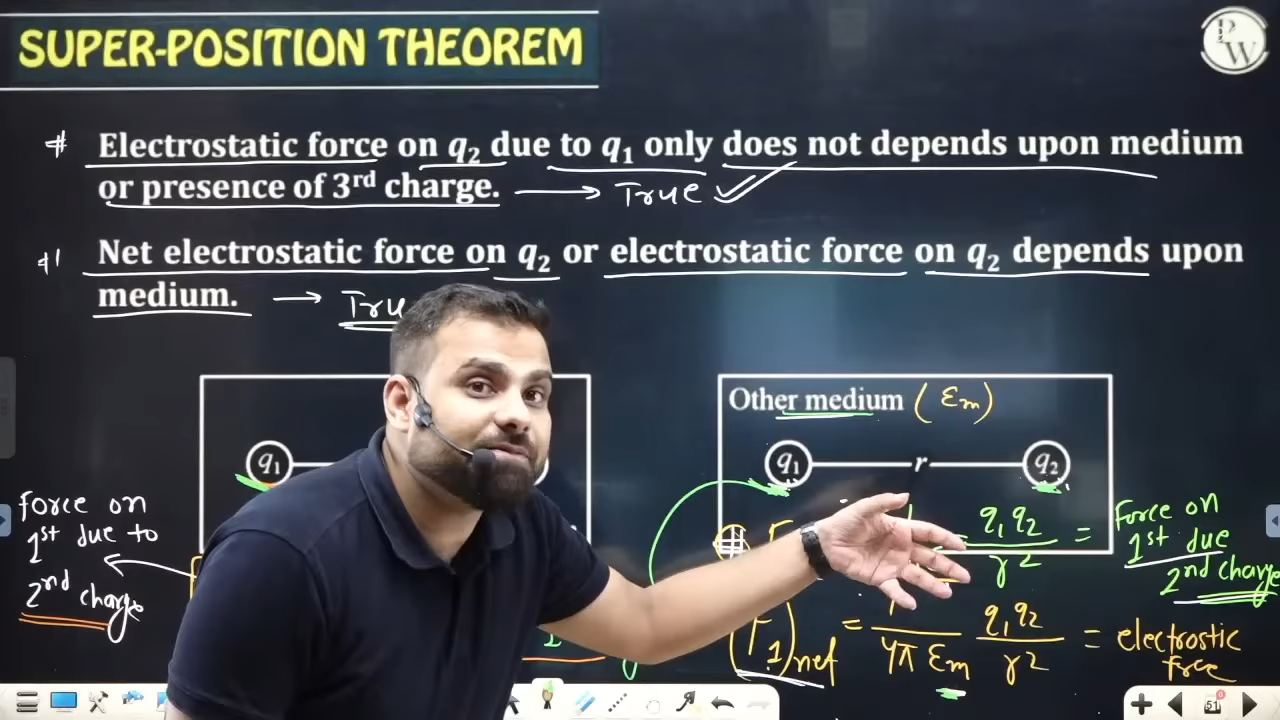 SUPER-POSITION THEOREM
PW
# Electrostatic force on q₂ due to q₁ only does not depends upon medium
or presence of 3ʳᵈ charge. → True ✓
# Net electrostatic force on q₂ or electrostatic force on q₂ depends upon
medium. → Tru
Other medium (εm)
q₁
q₁ r q₂
force on
1st due to
2nd charge
q₁q₂ / r² =
force on
1st due
2nd charge
(F₁)net = 1 / 4π εm q₁q₂ / r² = electrostic
frce
51